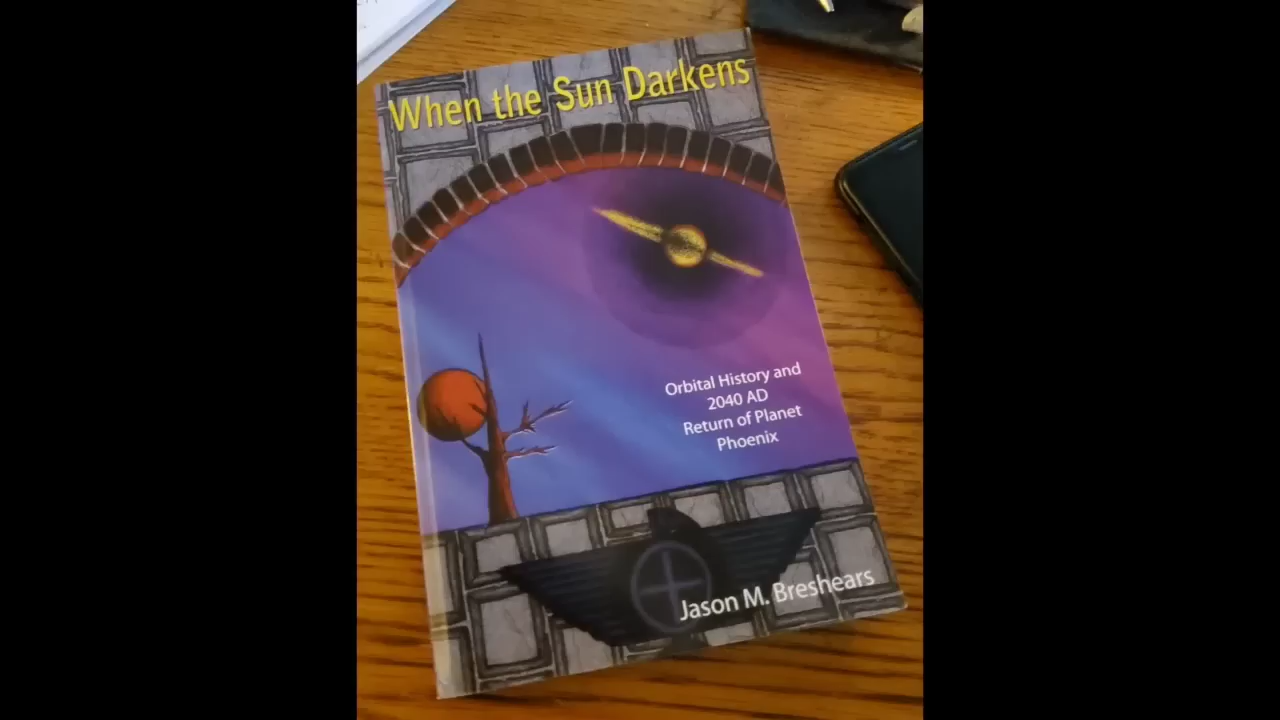 When the Sun Darkens
Orbital History and
2040 AD
Return of Planet
Phoenix
Jason M. Breshears